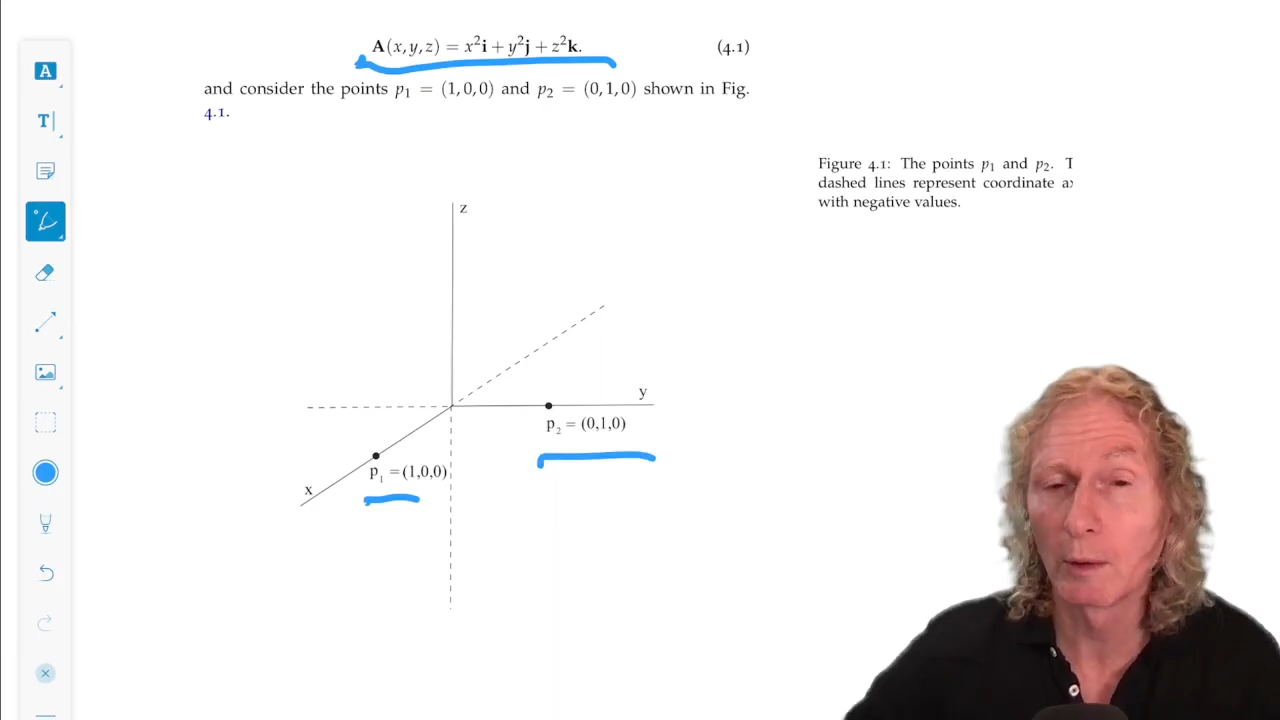 A(x, y, z) = x²i + y²j + z²k. (4.1)
and consider the points p₁ = (1, 0, 0) and p₂ = (0, 1, 0) shown in Fig.
4.1.
Figure 4.1: The points p₁ and p₂. T
dashed lines represent coordinate ax
with negative values.
z
y
p₂ = (0,1,0)
p₁ =(1,0,0)
x
A
T